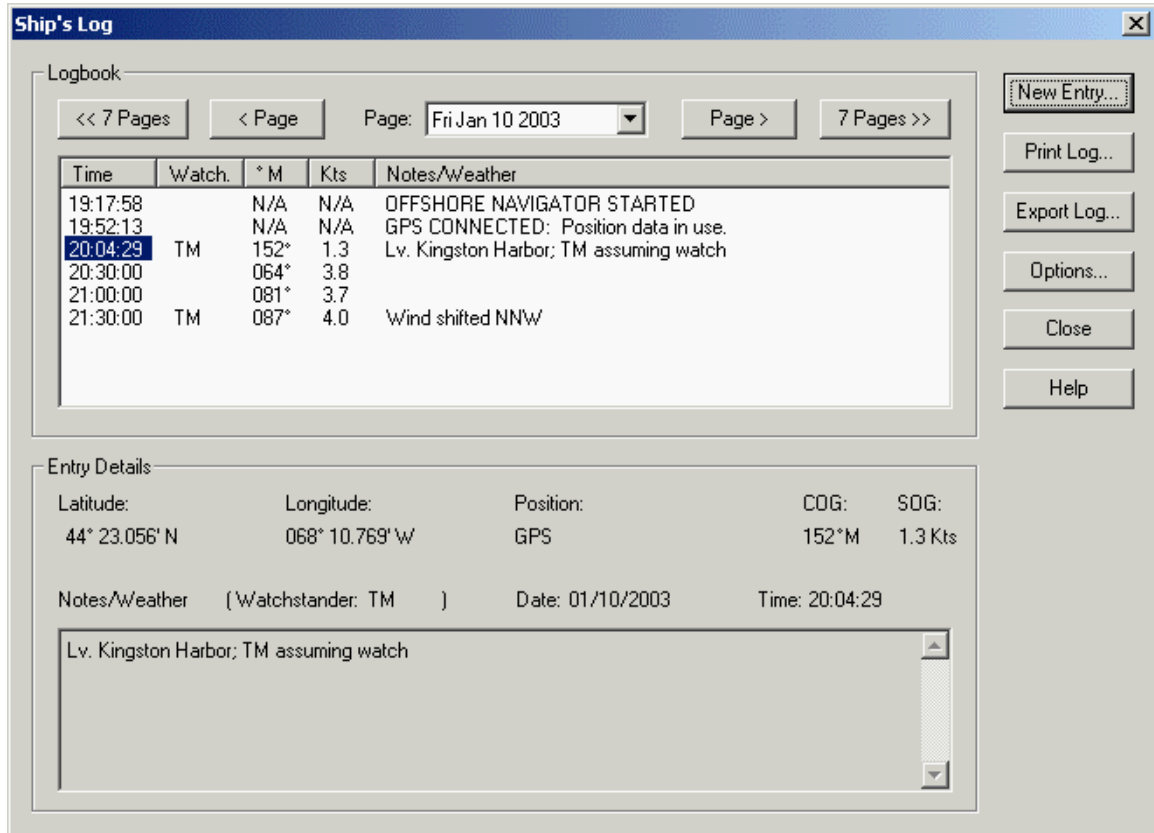 Ship's Log
Logbook
<< 7 Pages < Page Page: Fri Jan 10 2003 Page > 7 Pages >>
Time Watch. ° M Kts Notes/Weather
19:17:58 N/A N/A OFFSHORE NAVIGATOR STARTED
19:52:13 N/A N/A GPS CONNECTED: Position data in use.
20:04:29 TM 152° 1.3 Lv. Kingston Harbor; TM assuming watch
20:30:00 064° 3.8
21:00:00 081° 3.7
21:30:00 TM 087° 4.0 Wind shifted NNW
New Entry...
Print Log...
Export Log...
Options...
Close
Help
Entry Details
Latitude: Longitude: Position: COG: SOG:
44° 23.056' N 068° 10.769' W GPS 152°M 1.3 Kts
Notes/Weather ( Watchstander: TM ) Date: 01/10/2003 Time: 20:04:29
Lv. Kingston Harbor; TM assuming watch